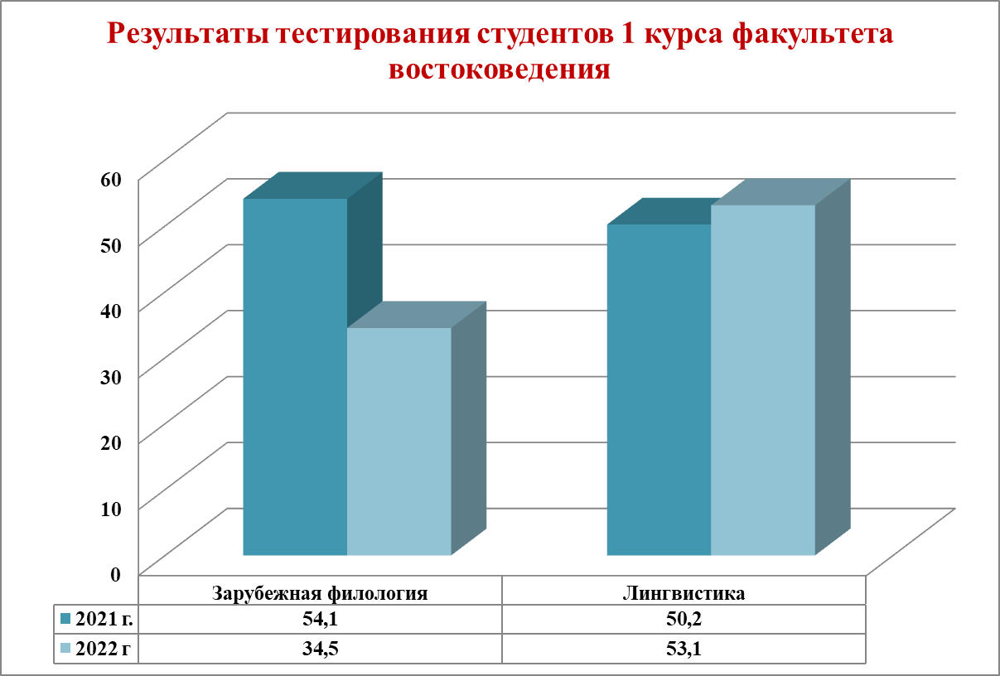 Результаты тестирования студентов 1 курса факультета
востоковедения
60
50
40
30
20
10
0
Зарубежная филология Лингвистика
2021 г. 54,1 50,2
2022 г 34,5 53,1